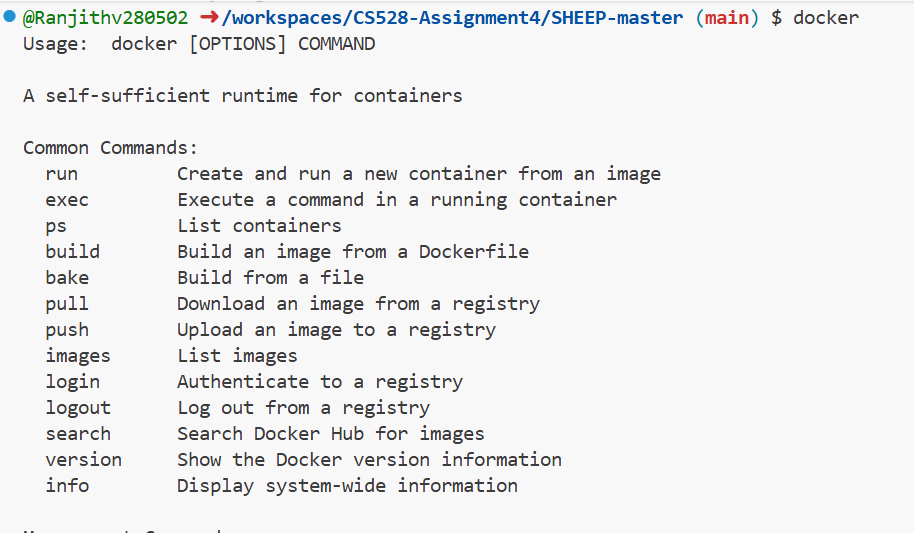 @Ranjithv280502 ➜/workspaces/CS528-Assignment4/SHEEP-master (main) $ docker
Usage:  docker [OPTIONS] COMMAND
A self-sufficient runtime for containers
Common Commands:
  run         Create and run a new container from an image
  exec        Execute a command in a running container
  ps          List containers
  build       Build an image from a Dockerfile
  bake        Build from a file
  pull        Download an image from a registry
  push        Upload an image to a registry
  images      List images
  login       Authenticate to a registry
  logout      Log out from a registry
  search      Search Docker Hub for images
  version     Show the Docker version information
  info        Display system-wide information